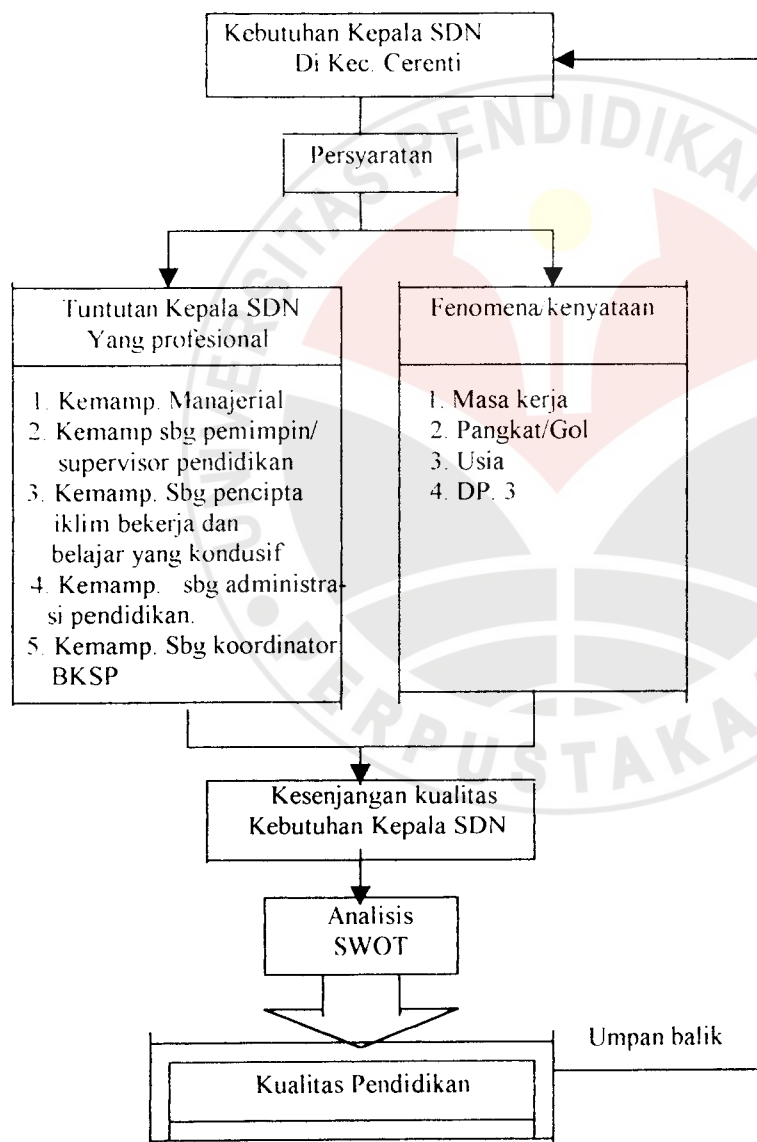 Kebutuhan Kepala SDN
Di Kec. Cerenti
Persyaratan
Tuntutan Kepala SDN
Yang profesional
1. Kemamp. Manajerial
2. Kemamp sbg pemimpin/
supervisor pendidikan
3. Kemamp. Sbg pencipta
iklim bekerja dan
belajar yang kondusif
4. Kemamp. sbg administra-
si pendidikan.
5. Kemamp. Sbg koordinator
BKSP
Fenomena/kenyataan
1. Masa kerja
2. Pangkat/Gol
3. Usia
4. DP. 3
Kesenjangan kualitas
Kebutuhan Kepala SDN
Analisis
SWOT
Umpan balik
Kualitas Pendidikan
UNIVERSITAS PENDIDIKAN
PERPUSTAKA